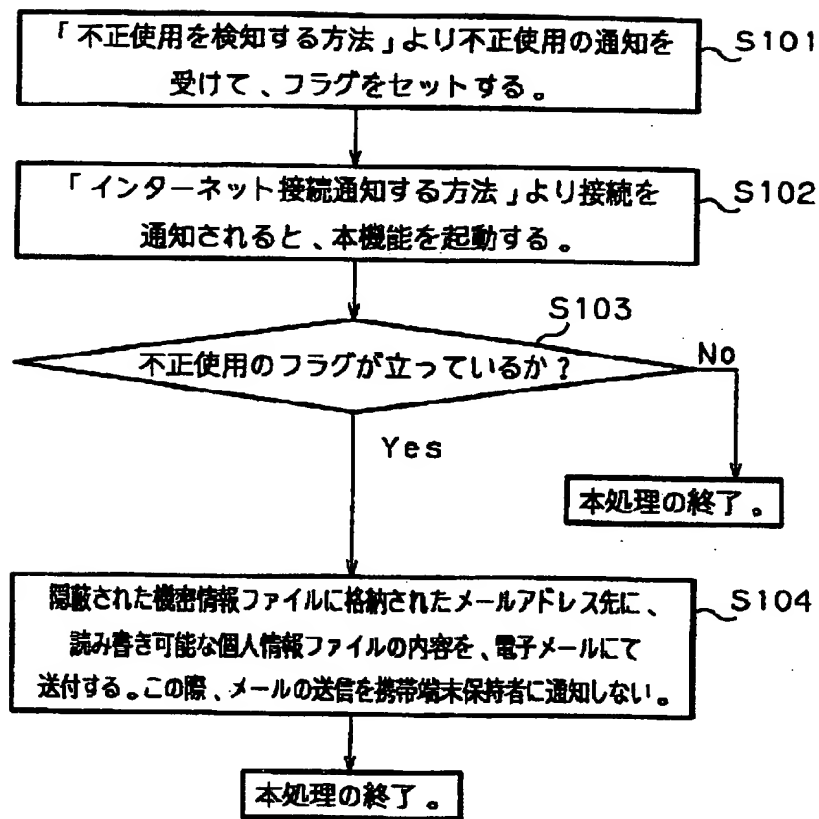 「不正使用を検知する方法」より不正使用の通知を
受けて、フラグをセットする。
S101
「インターネット接続通知する方法」より接続を
通知されると、本機能を起動する。
S102
S103
不正使用のフラグが立っているか？
No
Yes
本処理の終了。
隠蔽された機密情報ファイルに格納されたメールアドレス先に、
読み書き可能な個人情報ファイルの内容を、電子メールにて
送付する。この際、メールの送信を携帯端末保持者に通知しない。
S104
本処理の終了。